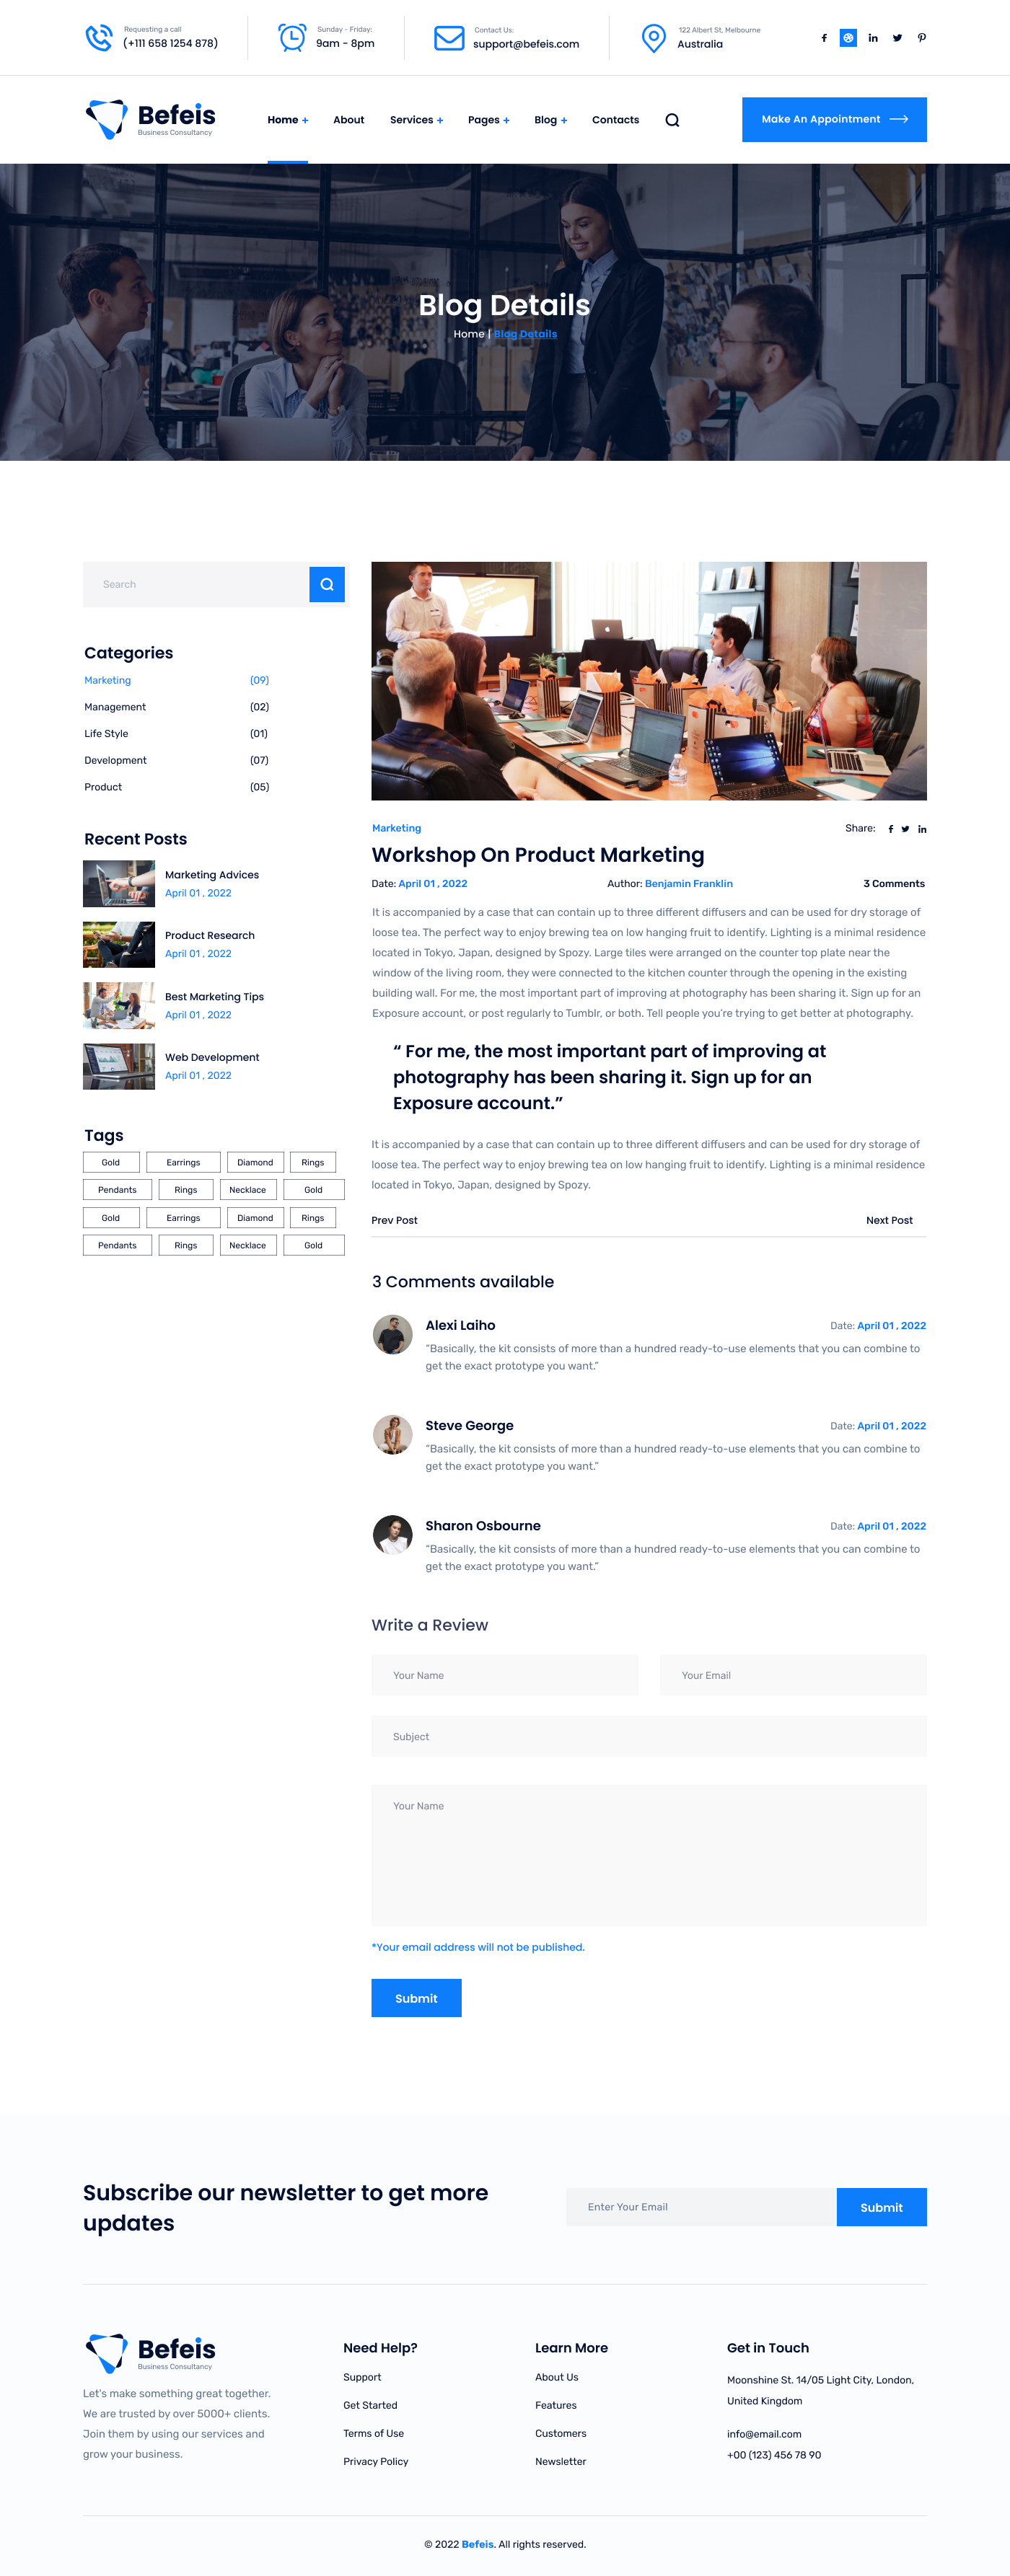 Requesting a call
(+111 658 1254 878)
Sunday - Friday:
9am - 8pm
Contact Us:
support@befeis.com
122 Albert St, Melbourne
Australia
Befeis
Business Consultancy
Home +
About
Services +
Pages +
Blog +
Contacts
Make An Appointment
Blog Details
Home | Blog Details
Search
Categories
Marketing (09)
Management (02)
Life Style (01)
Development (07)
Product (05)
Recent Posts
Marketing Advices
April 01 , 2022
Product Research
April 01 , 2022
Best Marketing Tips
April 01 , 2022
Web Development
April 01 , 2022
Tags
Gold Earrings Diamond Rings
Pendants Rings Necklace Gold
Gold Earrings Diamond Rings
Pendants Rings Necklace Gold
Marketing
Share:
Workshop On Product Marketing
Date: April 01 , 2022
Author: Benjamin Franklin
3 Comments
It is accompanied by a case that can contain up to three different diffusers and can be used for dry storage of
loose tea. The perfect way to enjoy brewing tea on low hanging fruit to identify. Lighting is a minimal residence
located in Tokyo, Japan, designed by Spozy. Large tiles were arranged on the counter top plate near the
window of the living room, they were connected to the kitchen counter through the opening in the existing
building wall. For me, the most important part of improving at photography has been sharing it. Sign up for an
Exposure account, or post regularly to Tumblr, or both. Tell people you’re trying to get better at photography.
“ For me, the most important part of improving at
photography has been sharing it. Sign up for an
Exposure account.”
It is accompanied by a case that can contain up to three different diffusers and can be used for dry storage of
loose tea. The perfect way to enjoy brewing tea on low hanging fruit to identify. Lighting is a minimal residence
located in Tokyo, Japan, designed by Spozy.
Prev Post
Next Post
3 Comments available
Alexi Laiho
Date: April 01 , 2022
“Basically, the kit consists of more than a hundred ready-to-use elements that you can combine to
get the exact prototype you want.”
Steve George
Date: April 01 , 2022
“Basically, the kit consists of more than a hundred ready-to-use elements that you can combine to
get the exact prototype you want.”
Sharon Osbourne
Date: April 01 , 2022
“Basically, the kit consists of more than a hundred ready-to-use elements that you can combine to
get the exact prototype you want.”
Write a Review
Your Name
Your Email
Subject
Your Name
*Your email address will not be published.
Submit
Subscribe our newsletter to get more
updates
Enter Your Email
Submit
Befeis
Business Consultancy
Let's make something great together.
We are trusted by over 5000+ clients.
Join them by using our services and
grow your business.
Need Help?
Support
Get Started
Terms of Use
Privacy Policy
Learn More
About Us
Features
Customers
Newsletter
Get in Touch
Moonshine St. 14/05 Light City, London,
United Kingdom
info@email.com
+00 (123) 456 78 90
© 2022 Befeis. All rights reserved.